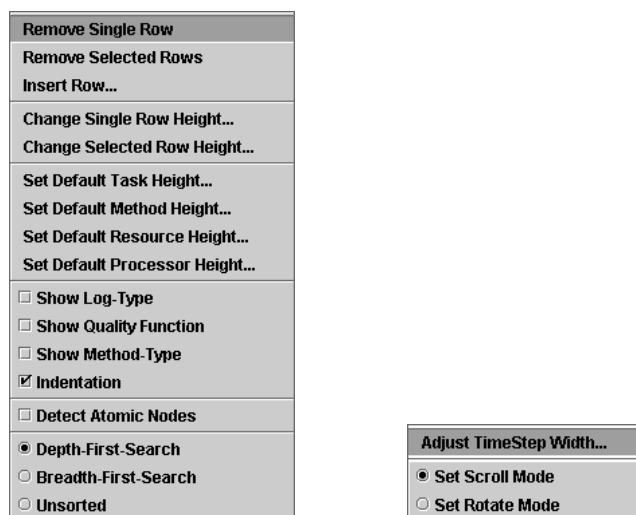 Remove Single Row
Remove Selected Rows
Insert Row...
Change Single Row Height...
Change Selected Row Height...
Set Default Task Height...
Set Default Method Height...
Set Default Resource Height...
Set Default Processor Height...
Show Log-Type
Show Quality Function
Show Method-Type
Indentation
Detect Atomic Nodes
Depth-First-Search
Breadth-First-Search
Unsorted
Adjust TimeStep Width...
Set Scroll Mode
Set Rotate Mode